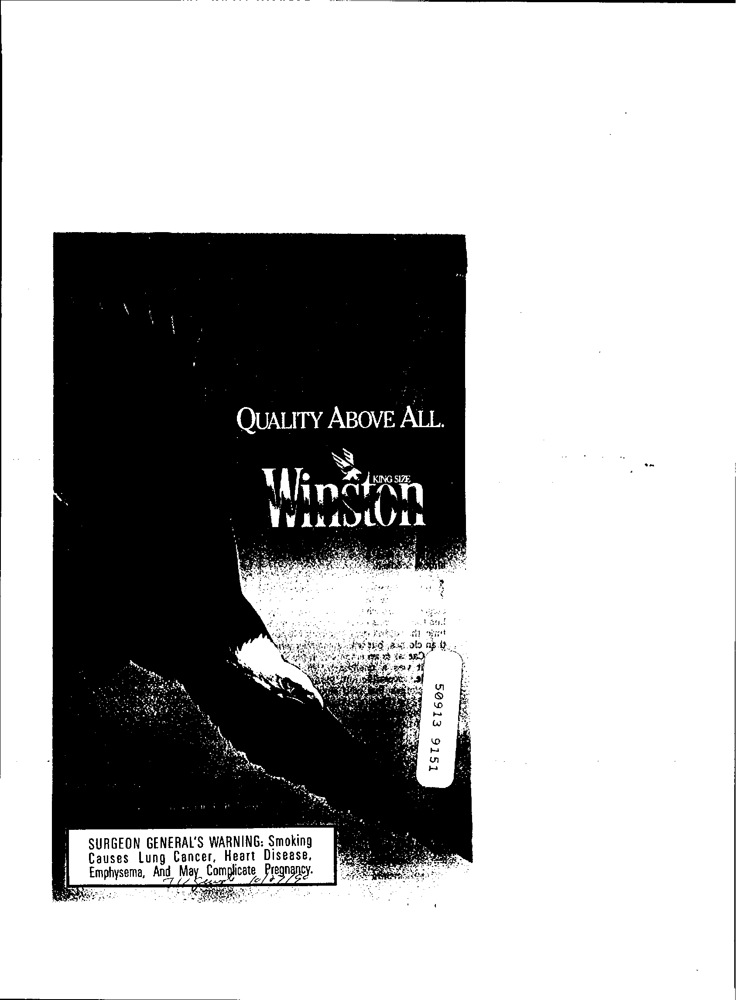 QUALITY ABOVE ALL.
Winston
KING SIZE
50913 9151
SURGEON GENERAL'S WARNING: Smoking
Causes Lung Cancer, Heart Disease,
Emphysema, And May Complicate Pregnancy.